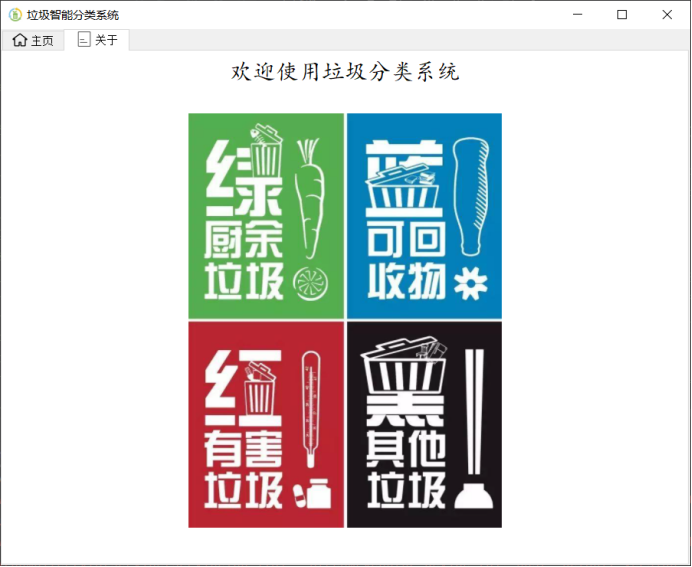 垃圾智能分类系统
主页 关于
欢迎使用垃圾分类系统
绿
厨余
垃圾
蓝
可回
收物
红
有害
垃圾
黑
其他
垃圾